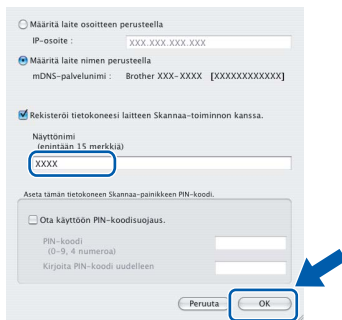 Määritä laite osoitteen perusteella
IP-osoite : XXX.XXX.XXX.XXX
Määritä laite nimen perusteella
mDNS-palvelunimi : Brother XXX-XXXX [XXXXXXXXXXXX]
Rekisteröi tietokoneesi laitteen Skannaa-toiminnon kanssa.
Näyttönimi
(enintään 15 merkkiä)
XXXX
Aseta tämän tietokoneen Skannaa-painikkeen PIN-koodi.
Ota käyttöön PIN-koodisuojaus.
PIN-koodi
(0-9, 4 numeroa)
Kirjoita PIN-koodi uudelleen
Peruuta OK